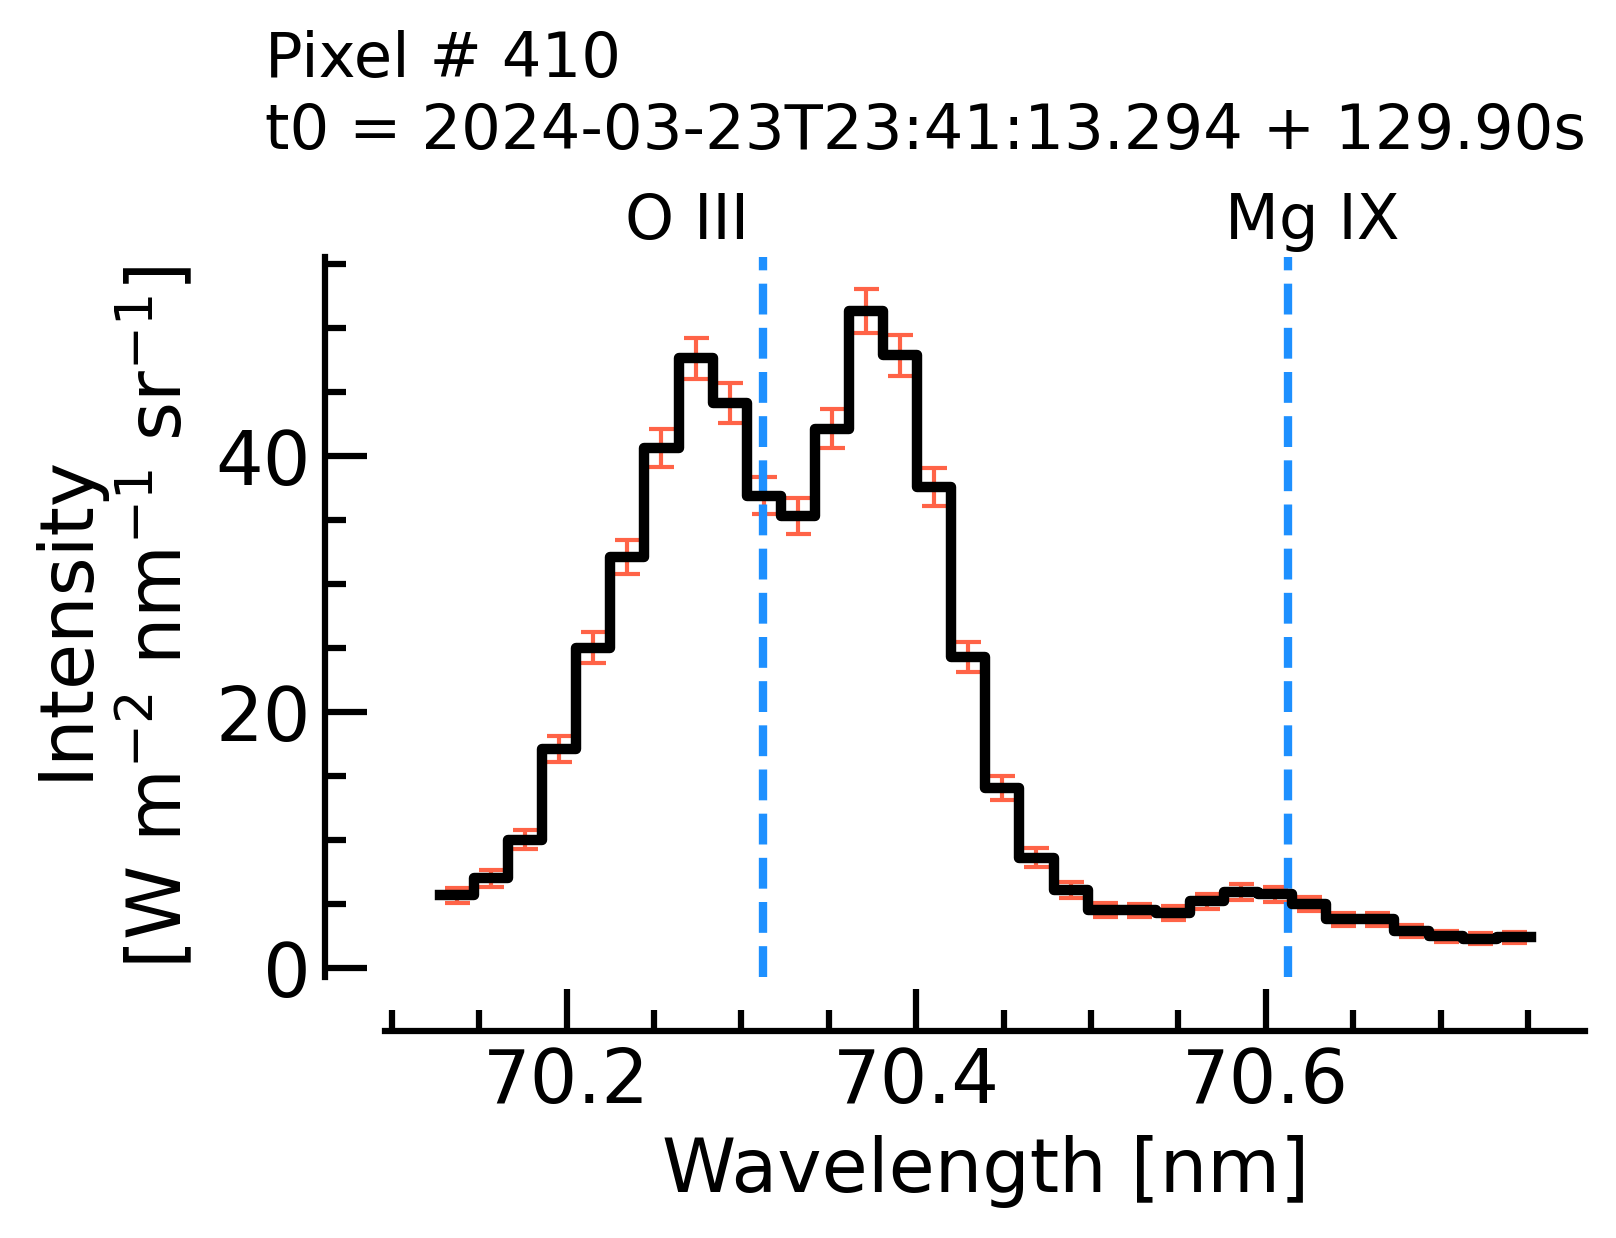 Pixel # 410
t0 = 2024-03-23T23:41:13.294 + 129.90s
O III
Mg IX
Intensity
[W m⁻² nm⁻¹ sr⁻¹]
40
20
0
70.2
70.4
70.6
Wavelength [nm]